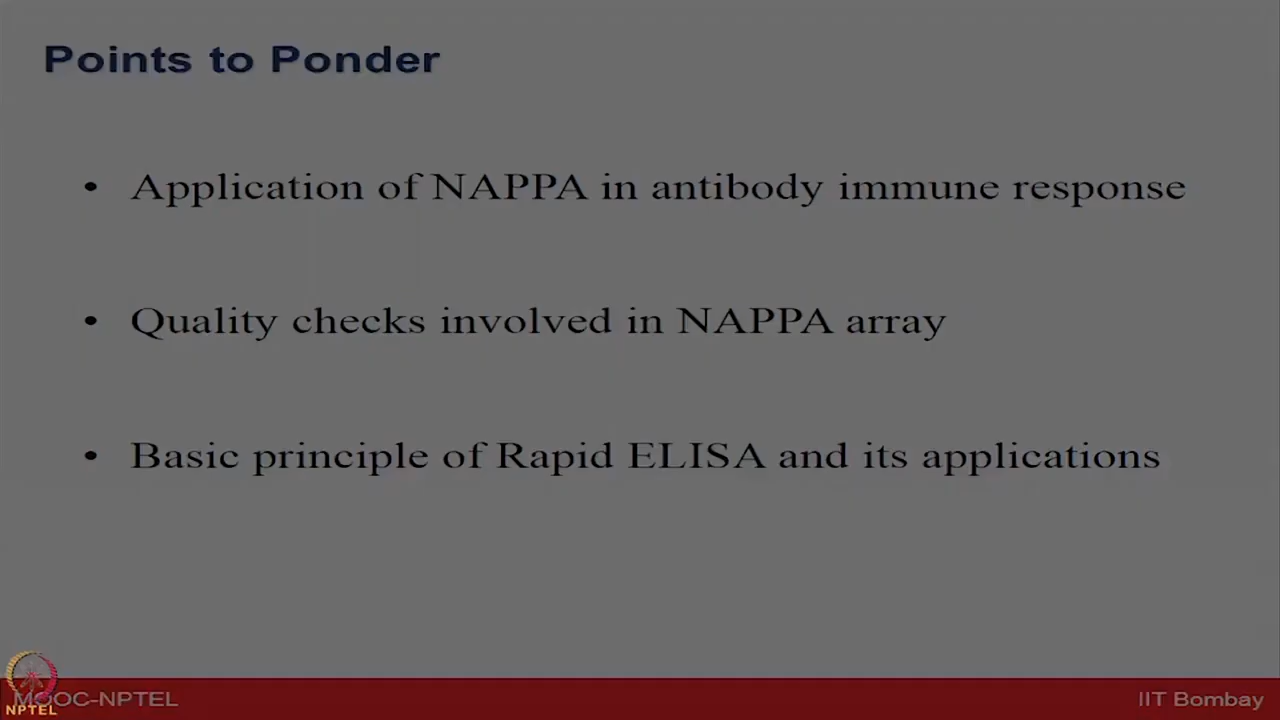 Points to Ponder
• Application of NAPPA in antibody immune response
• Quality checks involved in NAPPA array
• Basic principle of Rapid ELISA and its applications
MOOC-NPTEL
IIT Bombay
NPTEL